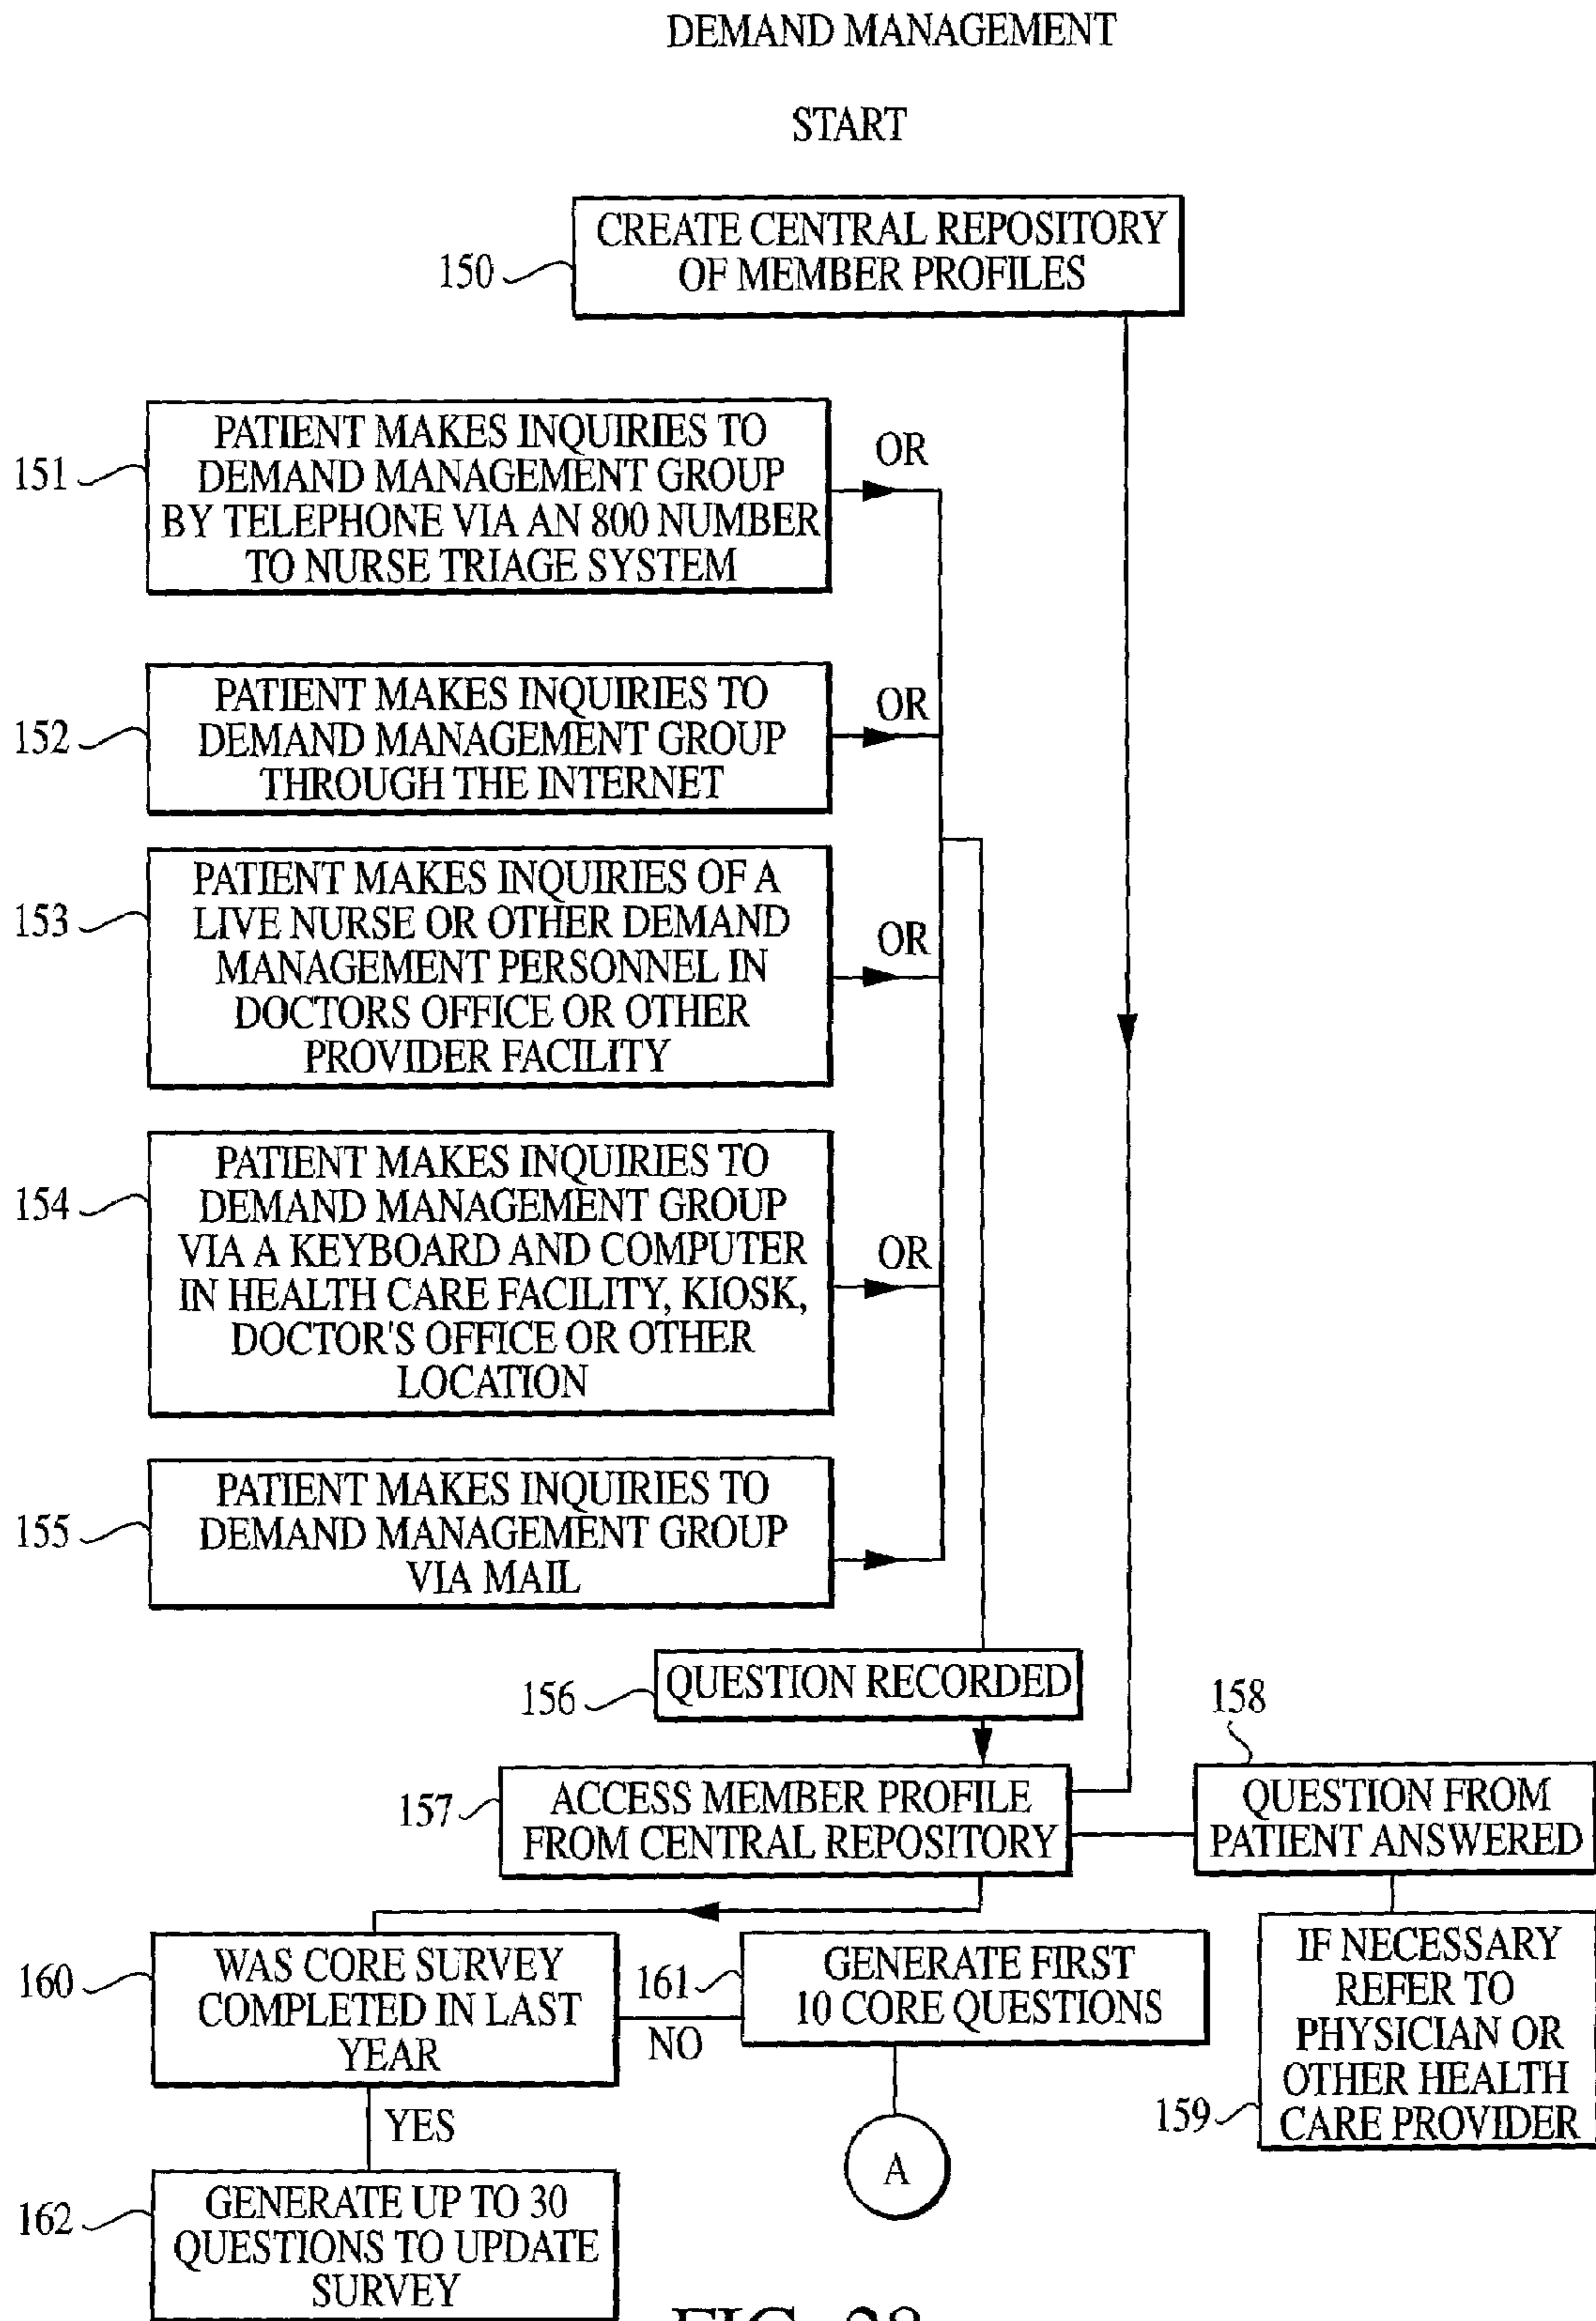 DEMAND MANAGEMENT
START
CREATE CENTRAL REPOSITORY
OF MEMBER PROFILES
150
PATIENT MAKES INQUIRIES TO
DEMAND MANAGEMENT GROUP
BY TELEPHONE VIA AN 800 NUMBER
TO NURSE TRIAGE SYSTEM
151
OR
PATIENT MAKES INQUIRIES TO
DEMAND MANAGEMENT GROUP
THROUGH THE INTERNET
152
OR
PATIENT MAKES INQUIRIES OF A
LIVE NURSE OR OTHER DEMAND
MANAGEMENT PERSONNEL IN
DOCTORS OFFICE OR OTHER
PROVIDER FACILITY
153
OR
PATIENT MAKES INQUIRIES TO
DEMAND MANAGEMENT GROUP
VIA A KEYBOARD AND COMPUTER
IN HEALTH CARE FACILITY, KIOSK,
DOCTOR'S OFFICE OR OTHER
LOCATION
154
OR
PATIENT MAKES INQUIRIES TO
DEMAND MANAGEMENT GROUP
VIA MAIL
155
QUESTION RECORDED
156
ACCESS MEMBER PROFILE
FROM CENTRAL REPOSITORY
157
158
QUESTION FROM
PATIENT ANSWERED
IF NECESSARY
REFER TO
PHYSICIAN OR
OTHER HEALTH
CARE PROVIDER
159
WAS CORE SURVEY
COMPLETED IN LAST
YEAR
160
NO
161
GENERATE FIRST
10 CORE QUESTIONS
A
YES
GENERATE UP TO 30
QUESTIONS TO UPDATE
SURVEY
162